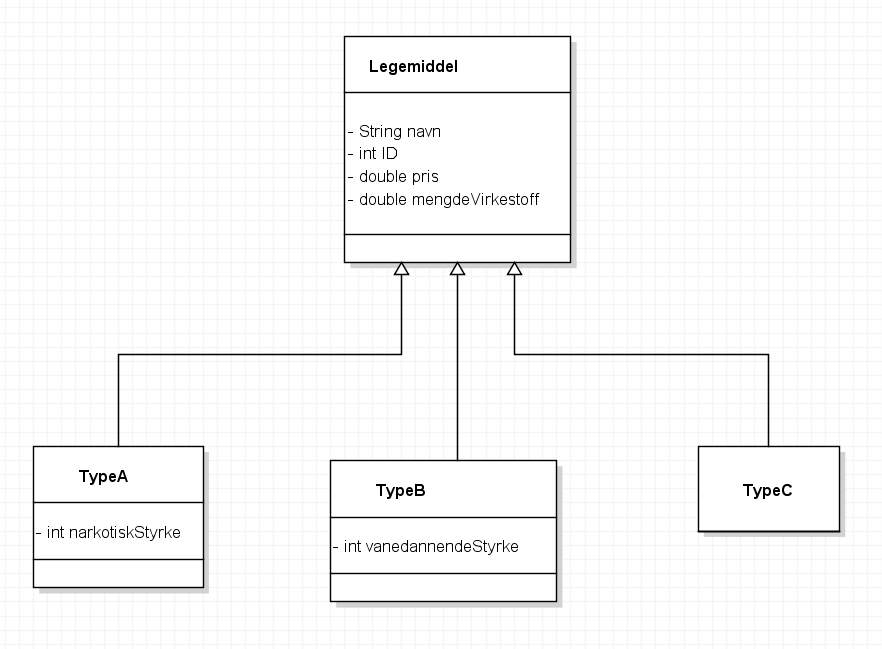 Legemiddel
- String navn
- int ID
- double pris
- double mengdeVirkestoff
TypeA
- int narkotiskStyrke
TypeB
- int vanedannendeStyrke
TypeC